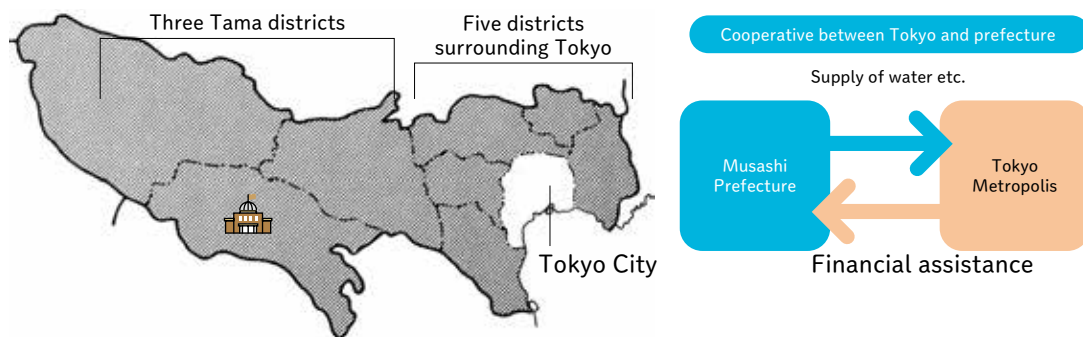 Three Tama districts
Five districts
surrounding Tokyo
Tokyo City
Cooperative between Tokyo and prefecture
Supply of water etc.
Musashi
Prefecture
Tokyo
Metropolis
Financial assistance